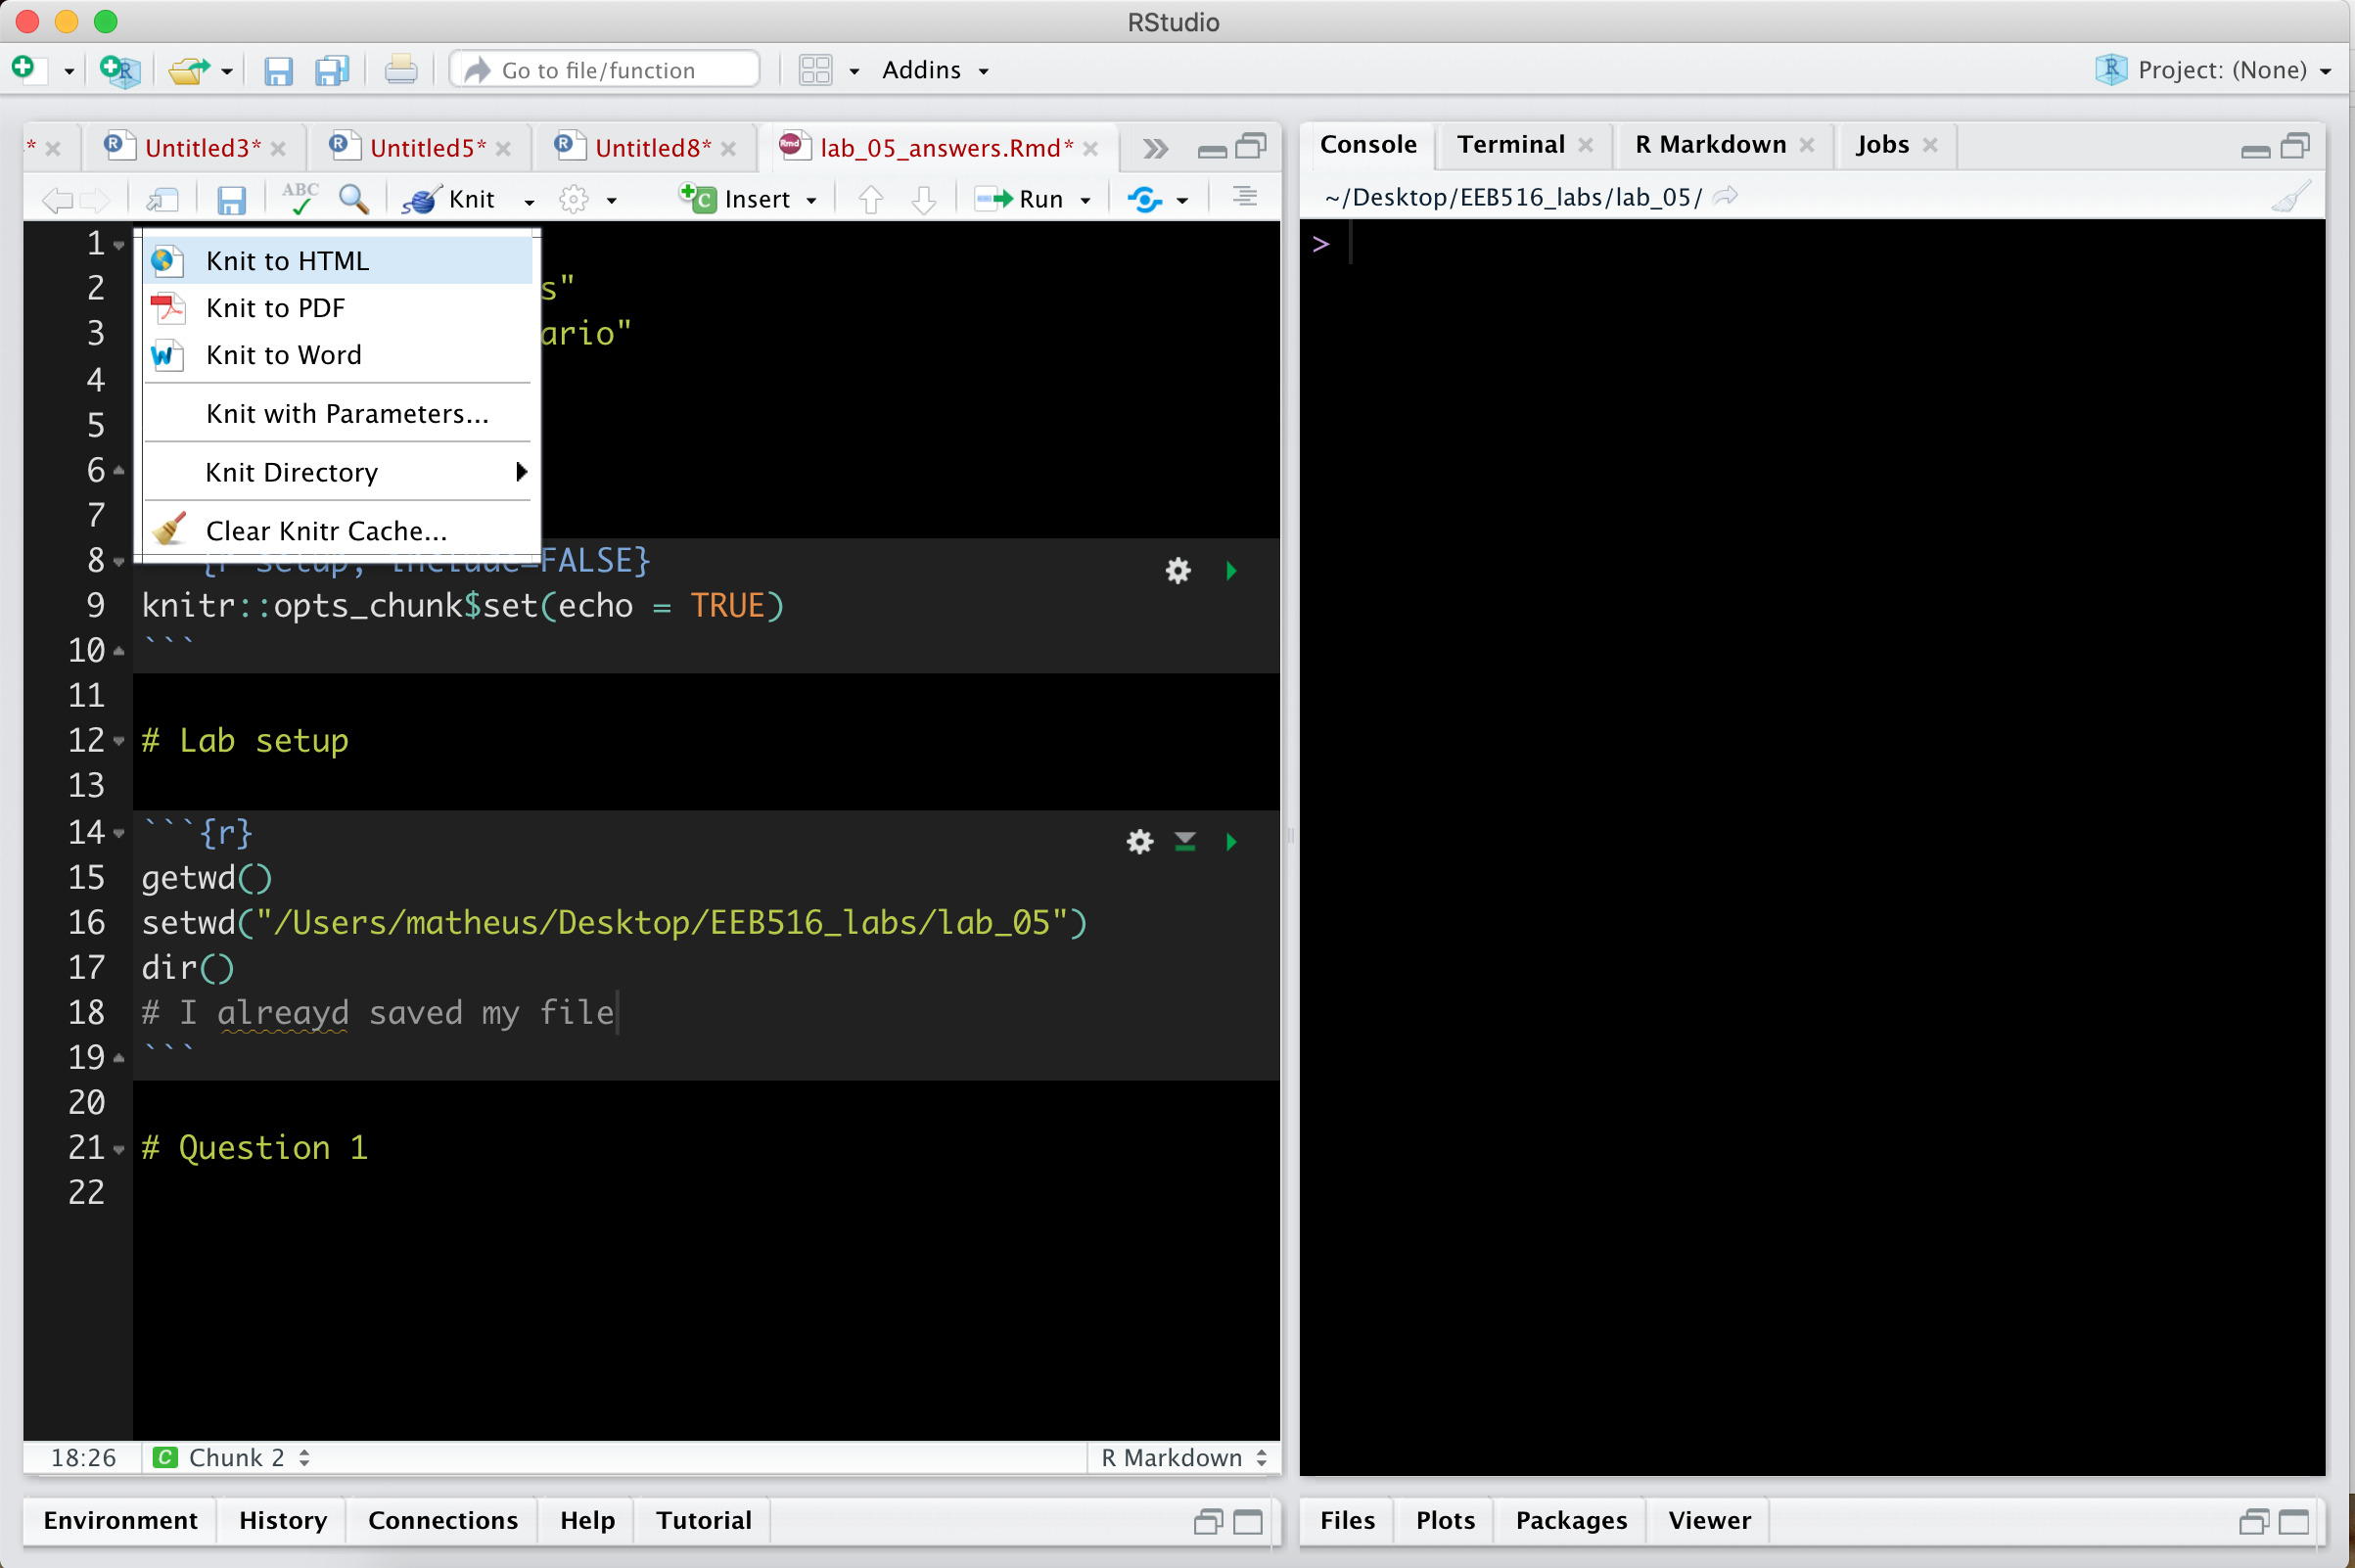 RStudio
Go to file/function
Addins
Project: (None)
*
Untitled3*
Untitled5*
Untitled8*
lab_05_answers.Rmd*
ABC
Knit
Insert
Run
1
2 s"
3 ario"
4
5
6
7
Knit to HTML
Knit to PDF
Knit to Word
Knit with Parameters...
Knit Directory
Clear Knitr Cache...
8 ```{r setup, include=FALSE}
9 knitr::opts_chunk$set(echo = TRUE)
10 ```
11
12 # Lab setup
13
14 ```{r}
15 getwd()
16 setwd("/Users/matheus/Desktop/EEB516_labs/lab_05")
17 dir()
18 # I alreayd saved my file
19 ```
20
21 # Question 1
22
18:26 C Chunk 2 R Markdown
Environment History Connections Help Tutorial
Console Terminal R Markdown Jobs
~/Desktop/EEB516_labs/lab_05/
>
Files Plots Packages Viewer